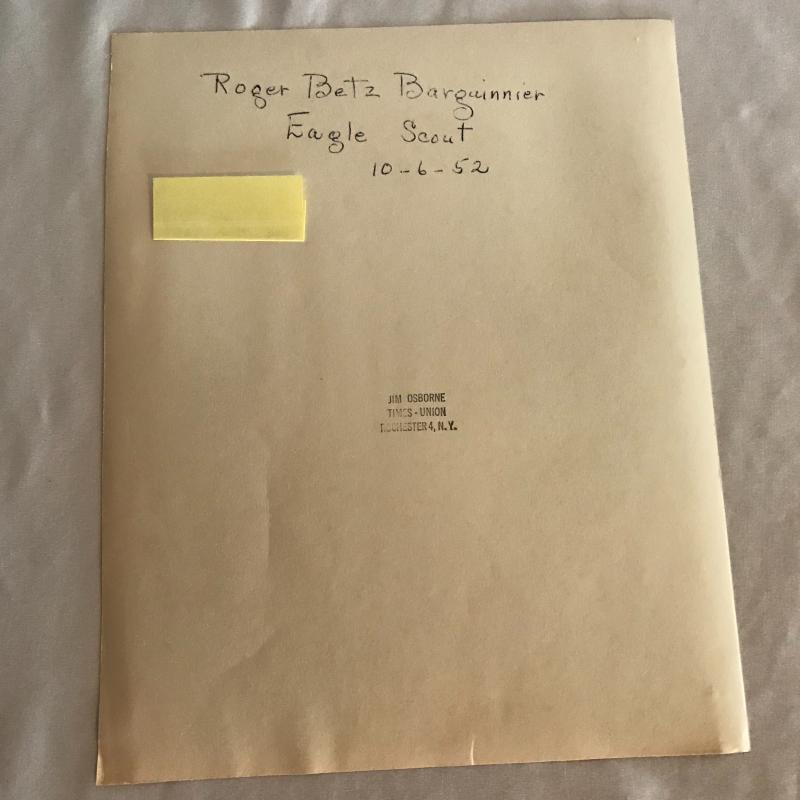 Roger Betz Barguinnier
Eagle Scout
10-6-52
JIM OSBORNE
TIMES-UNION
ROCHESTER 4, N.Y.